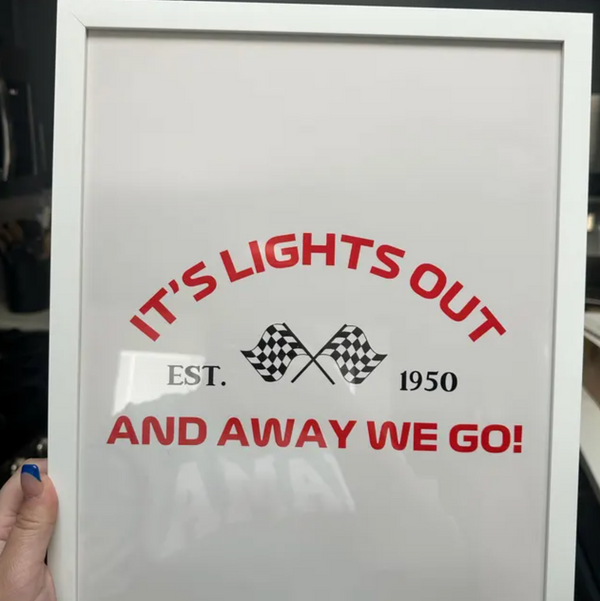 IT'S LIGHTS OUT
EST. 1950
AND AWAY WE GO!